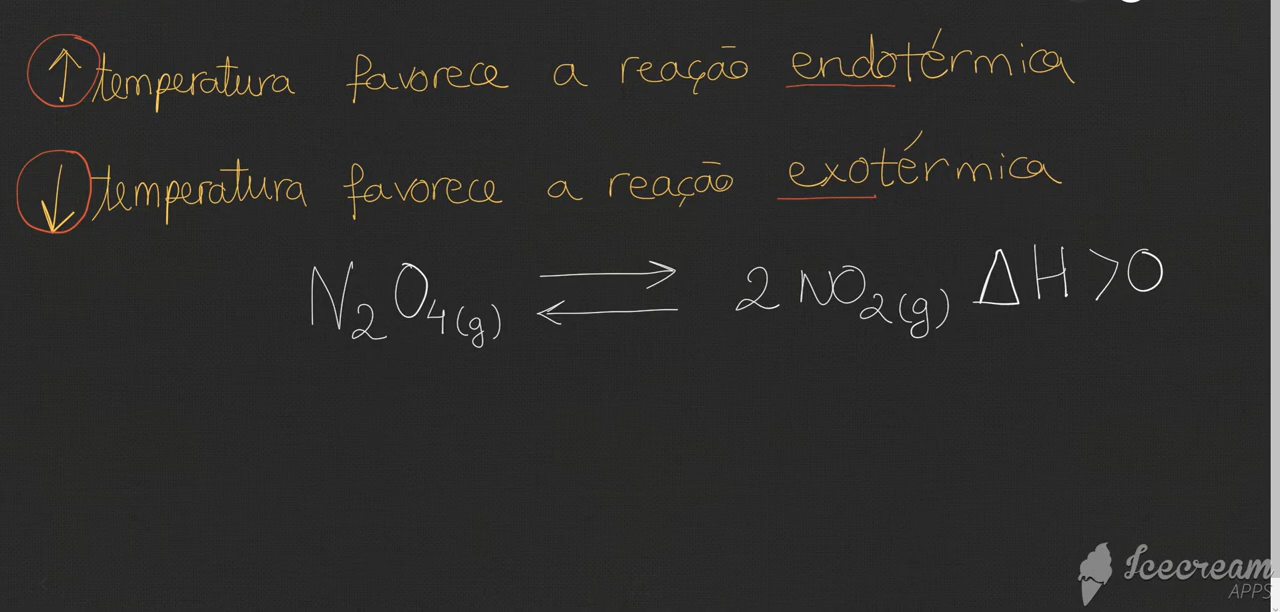 ↑ temperatura favorece a reação endotérmica
↓ temperatura favorece a reação exotérmica
N₂O₄(g) ⇌ 2 NO₂(g) ΔH > 0
Icecream
APPS